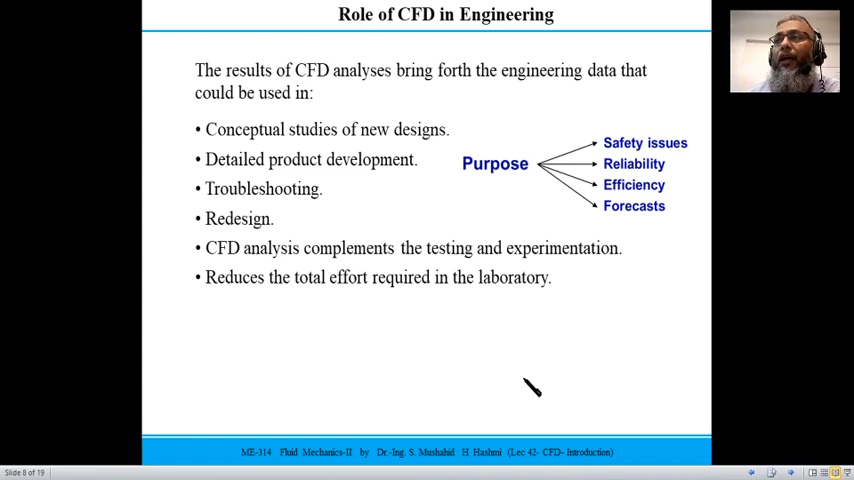 Role of CFD in Engineering
The results of CFD analyses bring forth the engineering data that
could be used in:
• Conceptual studies of new designs.
• Detailed product development.
• Troubleshooting.
• Redesign.
• CFD analysis complements the testing and experimentation.
• Reduces the total effort required in the laboratory.
Purpose
Safety issues
Reliability
Efficiency
Forecasts
ME-314 Fluid Mechanics-II by Dr.-Ing. S. Mushahid H Hashmi (Lec 42- CFD- Introduction)
Slide 8 of 19